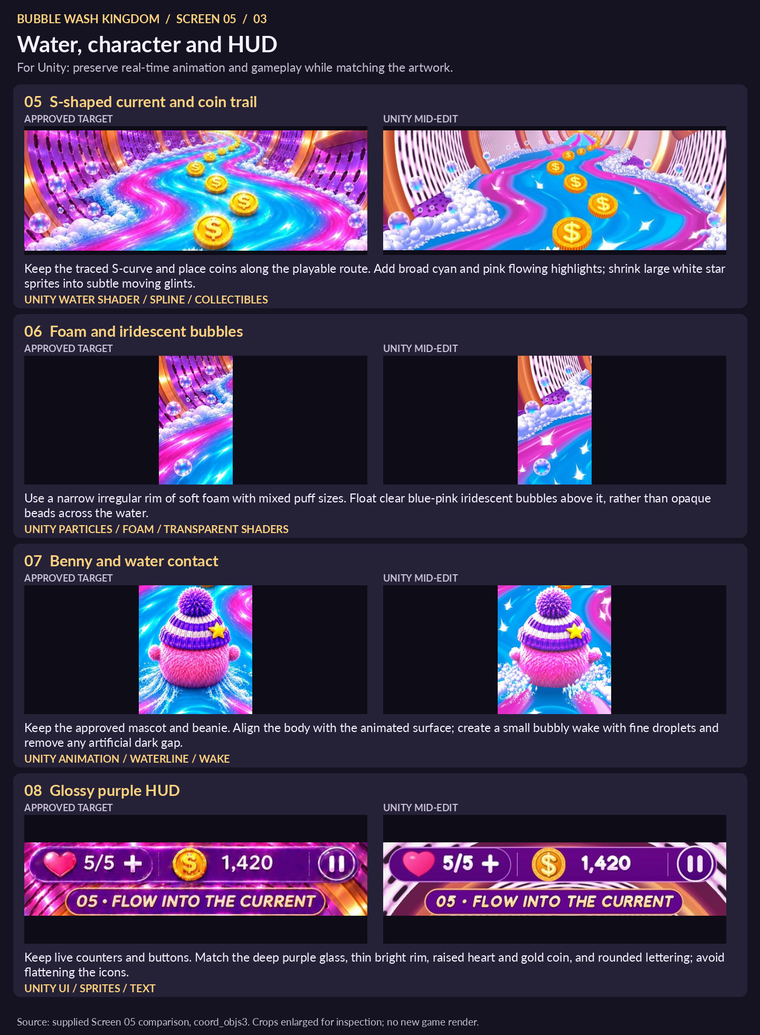 BUBBLE WASH KINGDOM / SCREEN 05 / 03
Water, character and HUD
For Unity: preserve real-time animation and gameplay while matching the artwork.
05 S-shaped current and coin trail
APPROVED TARGET
UNITY MID-EDIT
$
$
Keep the traced S-curve and place coins along the playable route. Add broad cyan and pink flowing highlights; shrink large white star
sprites into subtle moving glints.
UNITY WATER SHADER / SPLINE / COLLECTIBLES
06 Foam and iridescent bubbles
APPROVED TARGET
UNITY MID-EDIT
Use a narrow irregular rim of soft foam with mixed puff sizes. Float clear blue-pink iridescent bubbles above it, rather than opaque
beads across the water.
UNITY PARTICLES / FOAM / TRANSPARENT SHADERS
07 Benny and water contact
APPROVED TARGET
UNITY MID-EDIT
Keep the approved mascot and beanie. Align the body with the animated surface; create a small bubbly wake with fine droplets and
remove any artificial dark gap.
UNITY ANIMATION / WATERLINE / WAKE
08 Glossy purple HUD
APPROVED TARGET
UNITY MID-EDIT
5/5 + $ 1,420
05 • FLOW INTO THE CURRENT
5/5 + $ 1,420
05 • FLOW INTO THE CURRENT
Keep live counters and buttons. Match the deep purple glass, thin bright rim, raised heart and gold coin, and rounded lettering; avoid
flattening the icons.
UNITY UI / SPRITES / TEXT
Source: supplied Screen 05 comparison, coord_objs3. Crops enlarged for inspection; no new game render.